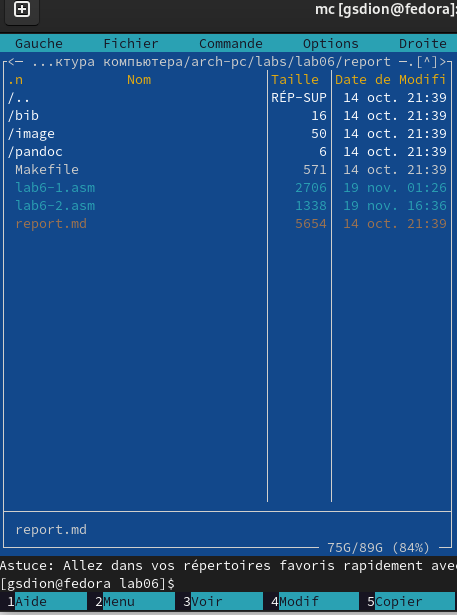 mc [gsdion@fedora]:
Gauche Fichier Commande Options Droite
<─ ...ктура компьютера/arch-pc/labs/lab06/report ─.[^]>
.n Nom Taille Date de Modifi
/.. RÉP-SUP 14 oct. 21:39
/bib 16 14 oct. 21:39
/image 50 14 oct. 21:39
/pandoc 6 14 oct. 21:39
Makefile 571 14 oct. 21:39
lab6-1.asm 2706 19 nov. 01:26
lab6-2.asm 1338 19 nov. 16:36
report.md 5654 14 oct. 21:39
report.md
75G/89G (84%)
Astuce: Allez dans vos répertoires favoris rapidement ave
[gsdion@fedora lab06]$
1Aide 2Menu 3Voir 4Modif 5Copier